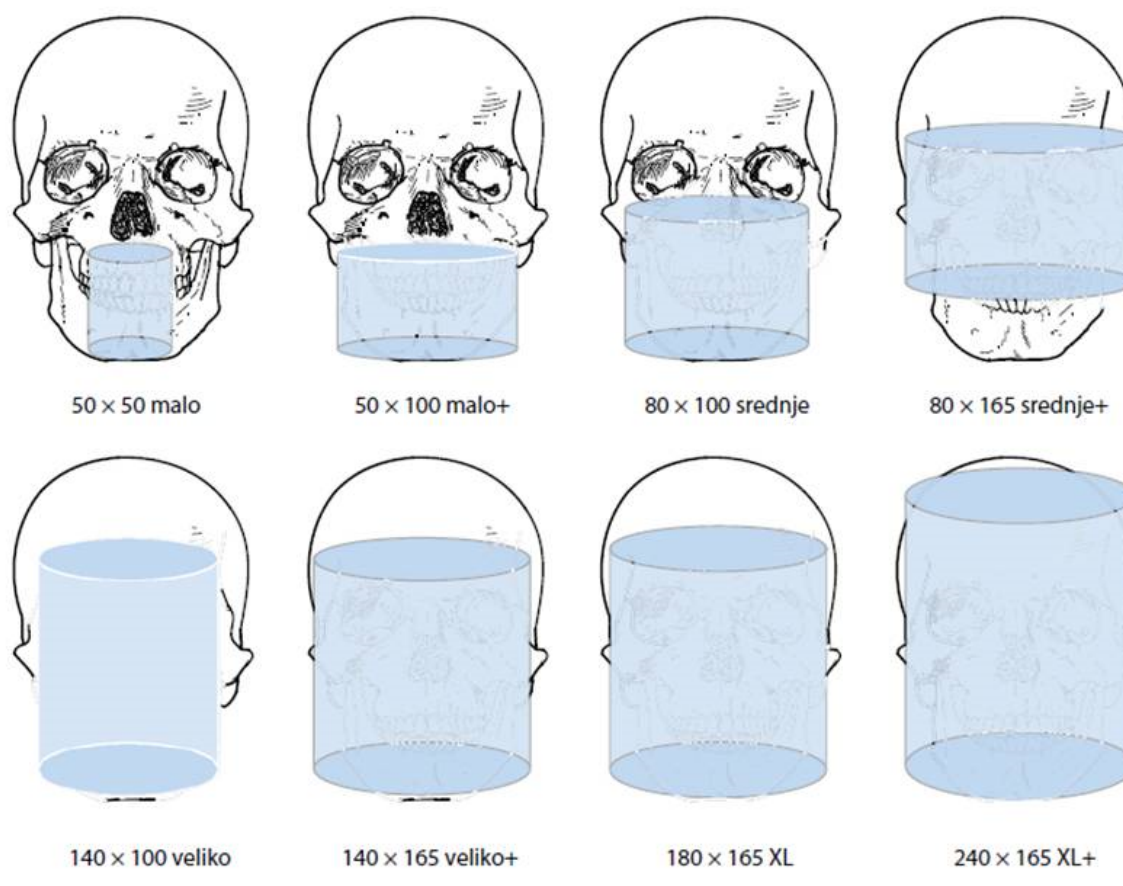 50 × 50 malo
50 × 100 malo+
80 × 100 srednje
80 × 165 srednje+
140 × 100 veliko
140 × 165 veliko+
180 × 165 XL
240 × 165 XL+